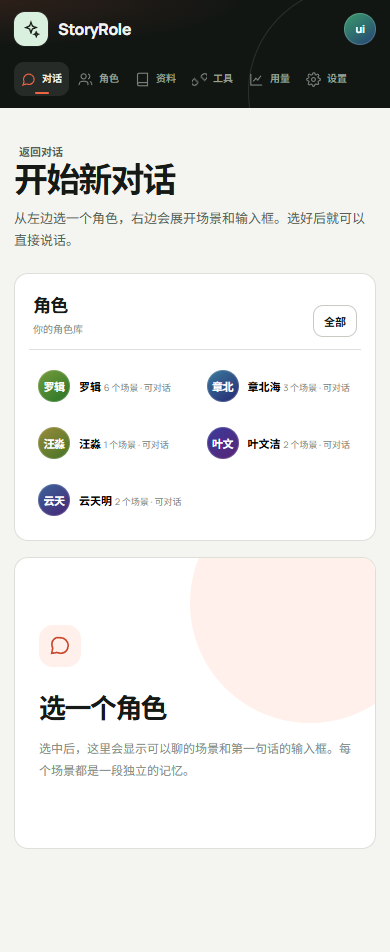 StoryRole
ui
对话
角色
资料
工具
用量
设置
返回对话
开始新对话
从左边选一个角色，右边会展开场景和输入框。选好后就可以
直接说话。
角色
你的角色库
全部
罗辑
罗辑 6 个场景 · 可对话
章北
章北海 3 个场景 · 可对话
汪淼
汪淼 1 个场景 · 可对话
叶文
叶文洁 2 个场景 · 可对话
云天
云天明 2 个场景 · 可对话
选一个角色
选中后，这里会显示可以聊的场景和第一句话的输入框。每
个场景都是一段独立的记忆。